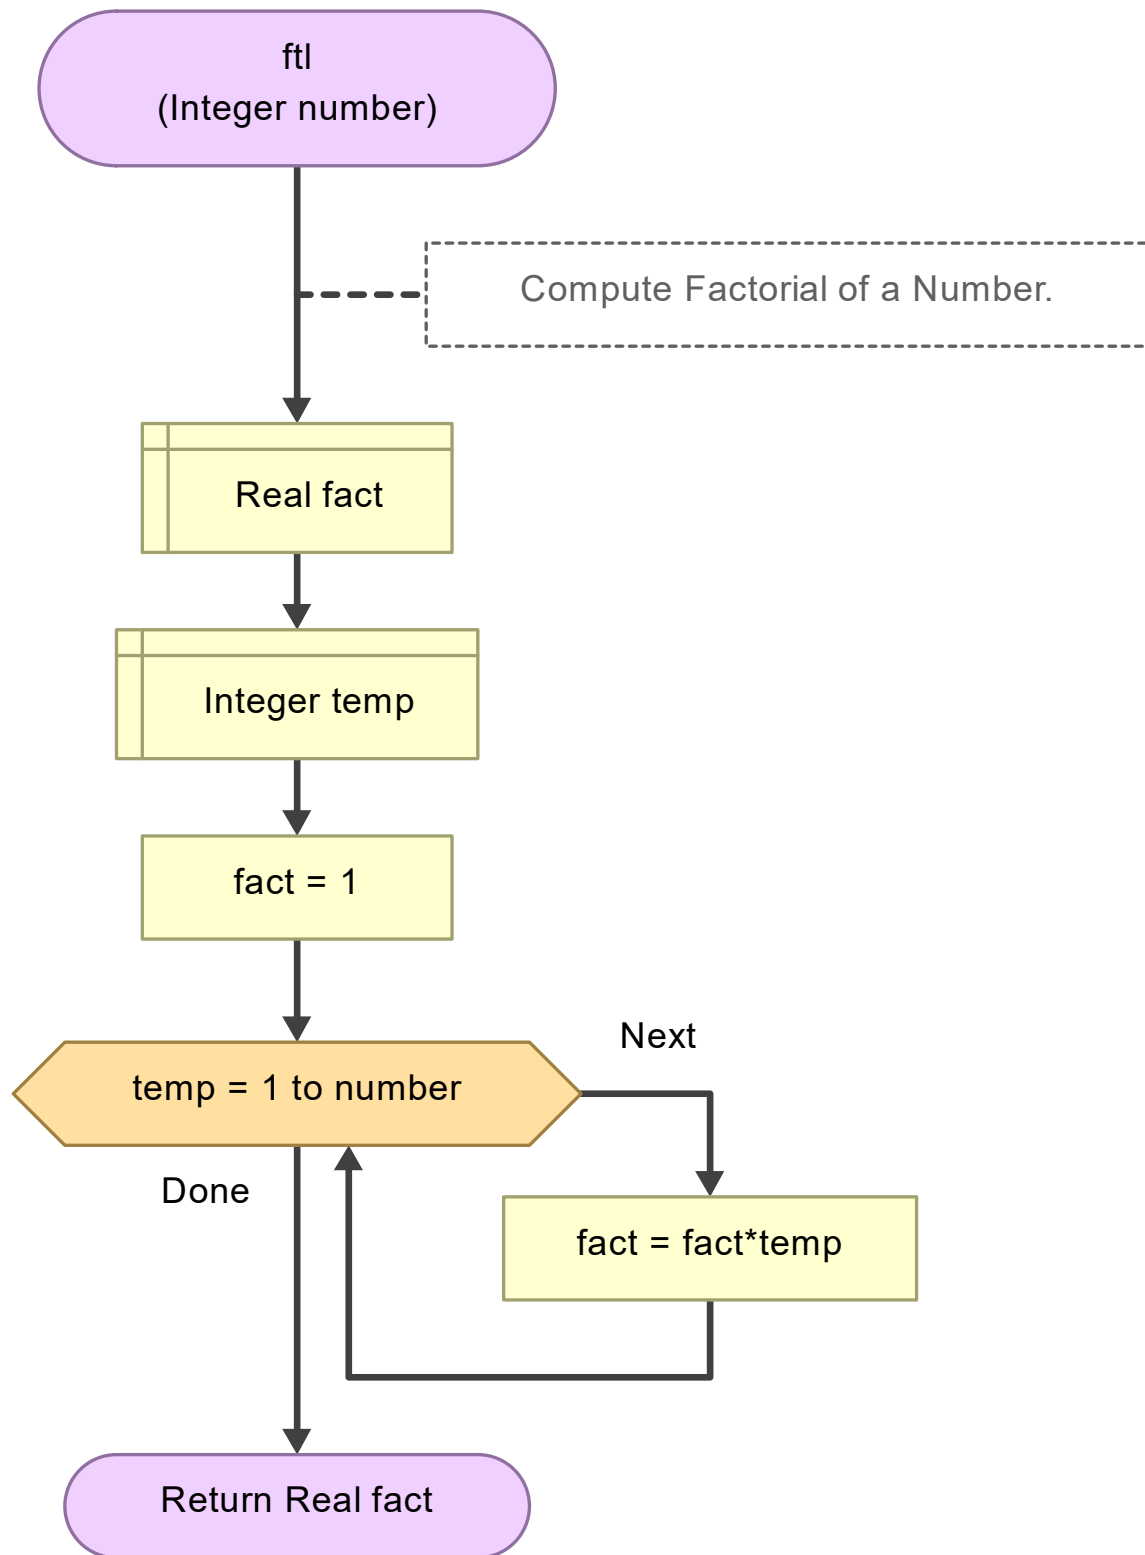 ftl
(Integer number)
Compute Factorial of a Number.
Real fact
Integer temp
fact = 1
temp = 1 to number
Next
Done
fact = fact*temp
Return Real fact